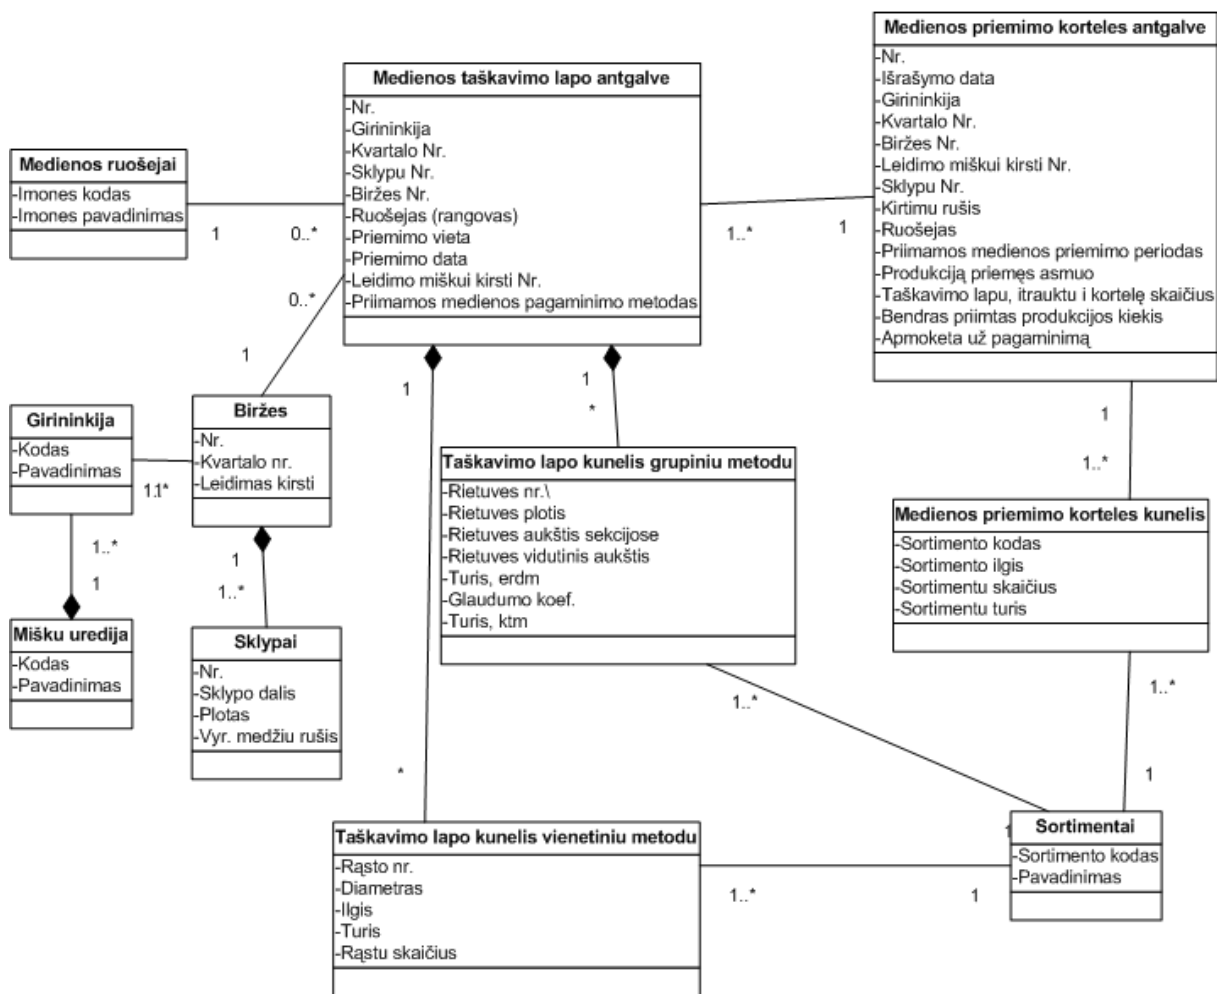 Medienos priemimo korteles antgalve
-Nr.
-Išrašymo data
-Girininkija
-Kvartalo Nr.
-Biržes Nr.
-Leidimo miškui kirsti Nr.
-Sklypu Nr.
-Kirtimu rušis
-Ruošejas
-Priimamos medienos priemimo periodas
-Produkciją priemęs asmuo
-Taškavimo lapu, itrauktu i kortelę skaičius
-Bendras priimtas produkcijos kiekis
-Apmoketa už pagaminimą
Medienos taškavimo lapo antgalve
-Nr.
-Girininkija
-Kvartalo Nr.
-Sklypu Nr.
-Biržes Nr.
-Ruošejas (rangovas)
-Priemimo vieta
-Priemimo data
-Leidimo miškui kirsti Nr.
-Priimamos medienos pagaminimo metodas
Medienos ruošejai
-Imones kodas
-Imones pavadinimas
1
0..*
1..*
1
0..*
1
1
1
*
1
1..*
Girininkija
-Kodas
-Pavadinimas
Biržes
-Nr.
-Kvartalo nr.
-Leidimas kirsti
1..*
1
1..*
1
1
1..*
Mišku uredija
-Kodas
-Pavadinimas
Sklypai
-Nr.
-Sklypo dalis
-Plotas
-Vyr. medžiu rušis
Taškavimo lapo kunelis grupiniu metodu
-Rietuves nr.\
-Rietuves plotis
-Rietuves aukštis sekcijose
-Rietuves vidutinis aukštis
-Turis, erdm
-Glaudumo koef.
-Turis, ktm
Medienos priemimo korteles kunelis
-Sortimento kodas
-Sortimento ilgis
-Sortimentu skaičius
-Sortimentu turis
1..*
1..*
*
1
1
Taškavimo lapo kunelis vienetiniu metodu
-Rąsto nr.
-Diametras
-Ilgis
-Turis
-Rąstu skaičius
1..*
1
Sortimentai
-Sortimento kodas
-Pavadinimas